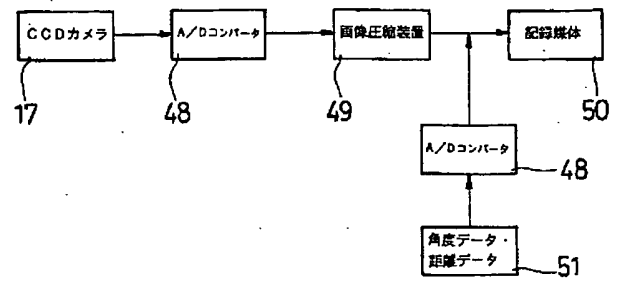 CCDカメラ
A/Dコンバータ
画像圧縮装置
記録媒体
17
48
49
50
A/Dコンバータ
48
角度データ・
距離データ
51